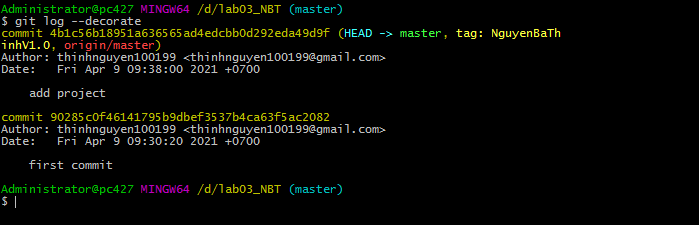 Administrator@pc427 MINGW64 /d/lab03_NBT (master)
$ git log --decorate
commit 4b1c56b18951a636565ad4edcbb0d292eda49d9f (HEAD -> master, tag: NguyenBaTh
inhV1.0, origin/master)
Author: thinhnguyen100199 <thinhnguyen100199@gmail.com>
Date:   Fri Apr 9 09:38:00 2021 +0700
    add project
commit 90285c0f46141795b9dbef3537b4ca63f5ac2082
Author: thinhnguyen100199 <thinhnguyen100199@gmail.com>
Date:   Fri Apr 9 09:30:20 2021 +0700
    first commit
Administrator@pc427 MINGW64 /d/lab03_NBT (master)
$